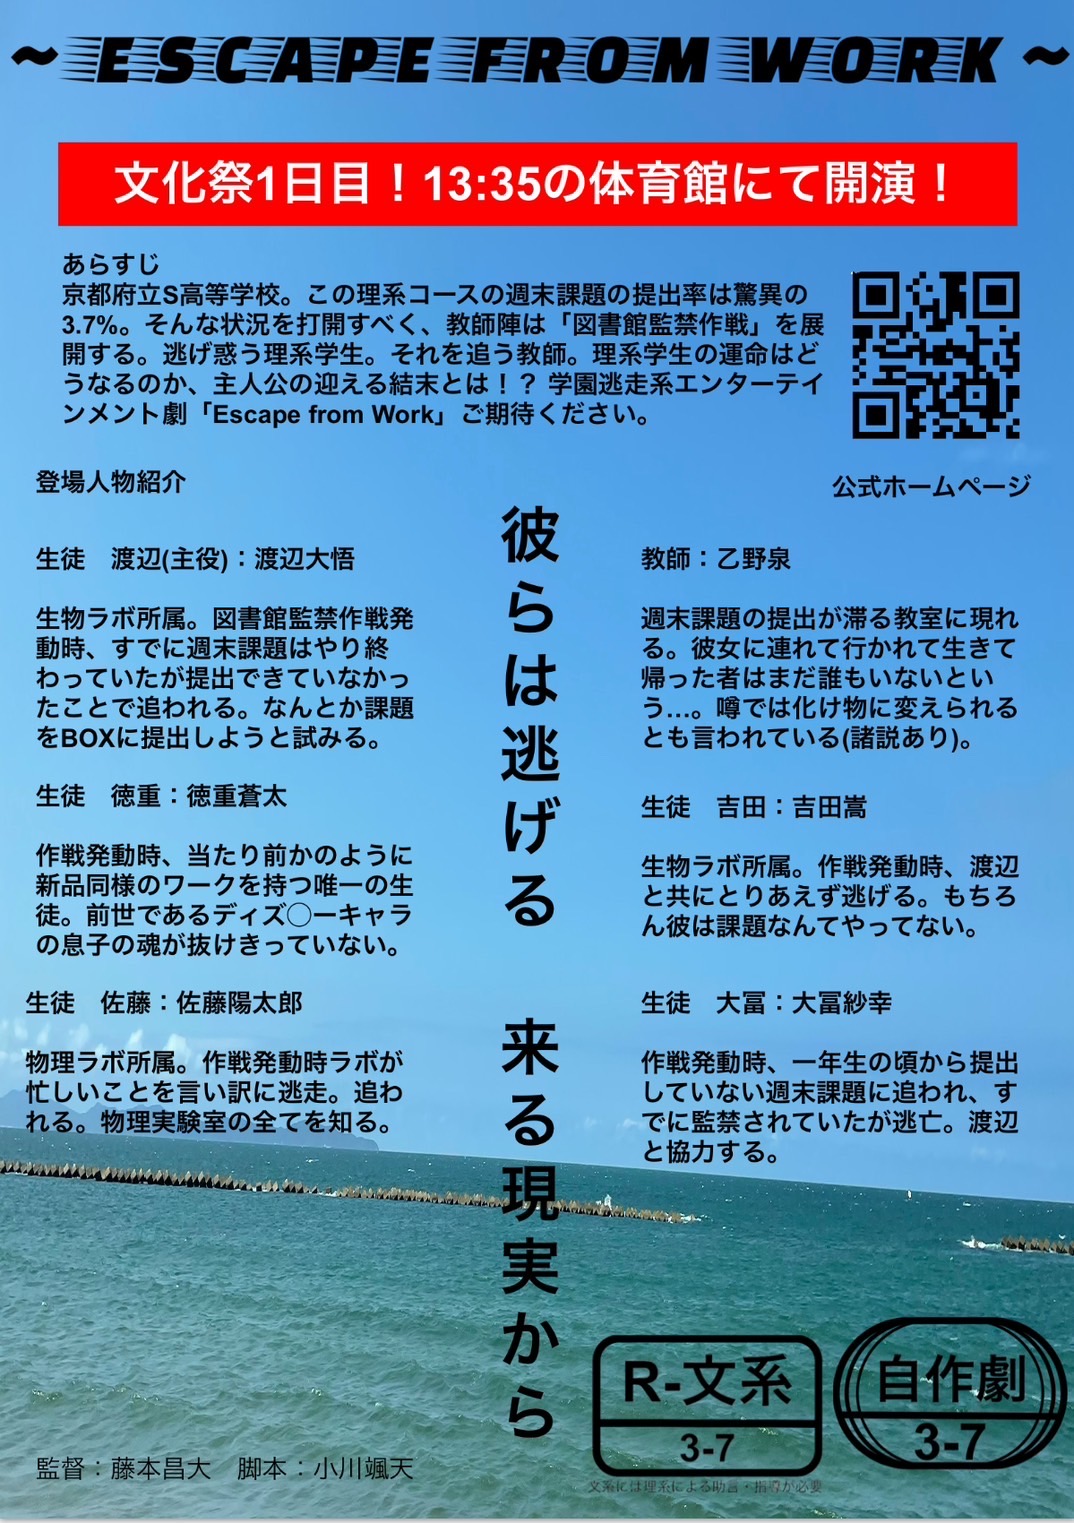 ～ESCAPE FROM WORK～
文化祭1日目！13:35の体育館にて開演！
あらすじ
京都府立S高等学校。この理系コースの週末課題の提出率は驚異の
3.7%。そんな状況を打開すべく、教師陣は「図書館監禁作戦」を展
開する。逃げ惑う理系学生。それを追う教師。理系学生の運命はど
うなるのか、主人公の迎える結末とは！？ 学園逃走系エンターテイ
ンメント劇「Escape from Work」ご期待ください。
公式ホームページ
登場人物紹介
生徒　渡辺(主役)：渡辺大悟
生物ラボ所属。図書館監禁作戦発
動時、すでに週末課題はやり終
わっていたが提出できていなかっ
たことで追われる。なんとか課題
をBOXに提出しようと試みる。
生徒　徳重：徳重蒼太
作戦発動時、当たり前かのように
新品同様のワークを持つ唯一の生
徒。前世であるディズ◯ーキャラ
の息子の魂が抜けきっていない。
生徒　佐藤：佐藤陽太郎
物理ラボ所属。作戦発動時ラボが
忙しいことを言い訳に逃走。追わ
れる。物理実験室の全てを知る。
彼らは逃げる　来る現実から
教師：乙野泉
週末課題の提出が滞る教室に現れ
る。彼女に連れて行かれて生きて
帰った者はまだ誰もいないとい
う…。噂では化け物に変えられる
とも言われている(諸説あり)。
生徒　吉田：吉田嵩
生物ラボ所属。作戦発動時、渡辺
と共にとりあえず逃げる。もちろ
ん彼は課題なんてやってない。
生徒　大冨：大冨紗幸
作戦発動時、一年生の頃から提出
していない週末課題に追われ、す
でに監禁されていたが逃亡。渡辺
と協力する。
R-文系
3-7
文系には理系による助言・指導が必要
自作劇
3-7
監督：藤本昌大　脚本：小川颯天